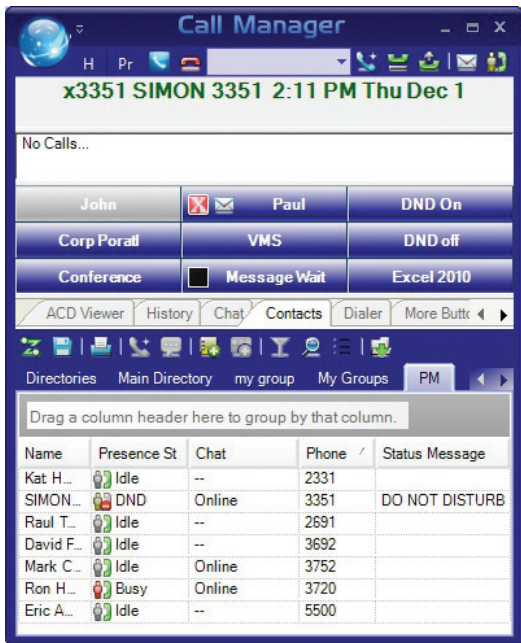 Call Manager
H Pr
x3351 SIMON 3351 2:11 PM Thu Dec 1
No Calls...
John Paul DND On
Corp Poratl VMS DND off
Conference Message Wait Excel 2010
ACD Viewer History Chat Contacts Dialer More Buttc
Directories Main Directory my group My Groups PM
Drag a column header here to group by that column.
Name Presence St Chat Phone Status Message
Kat H... Idle -- 2331
SIMON... DND Online 3351 DO NOT DISTURB
Raul T... Idle -- 2691
David F... Idle -- 3692
Mark C... Idle Online 3752
Ron H... Busy Online 3720
Eric A... Idle -- 5500